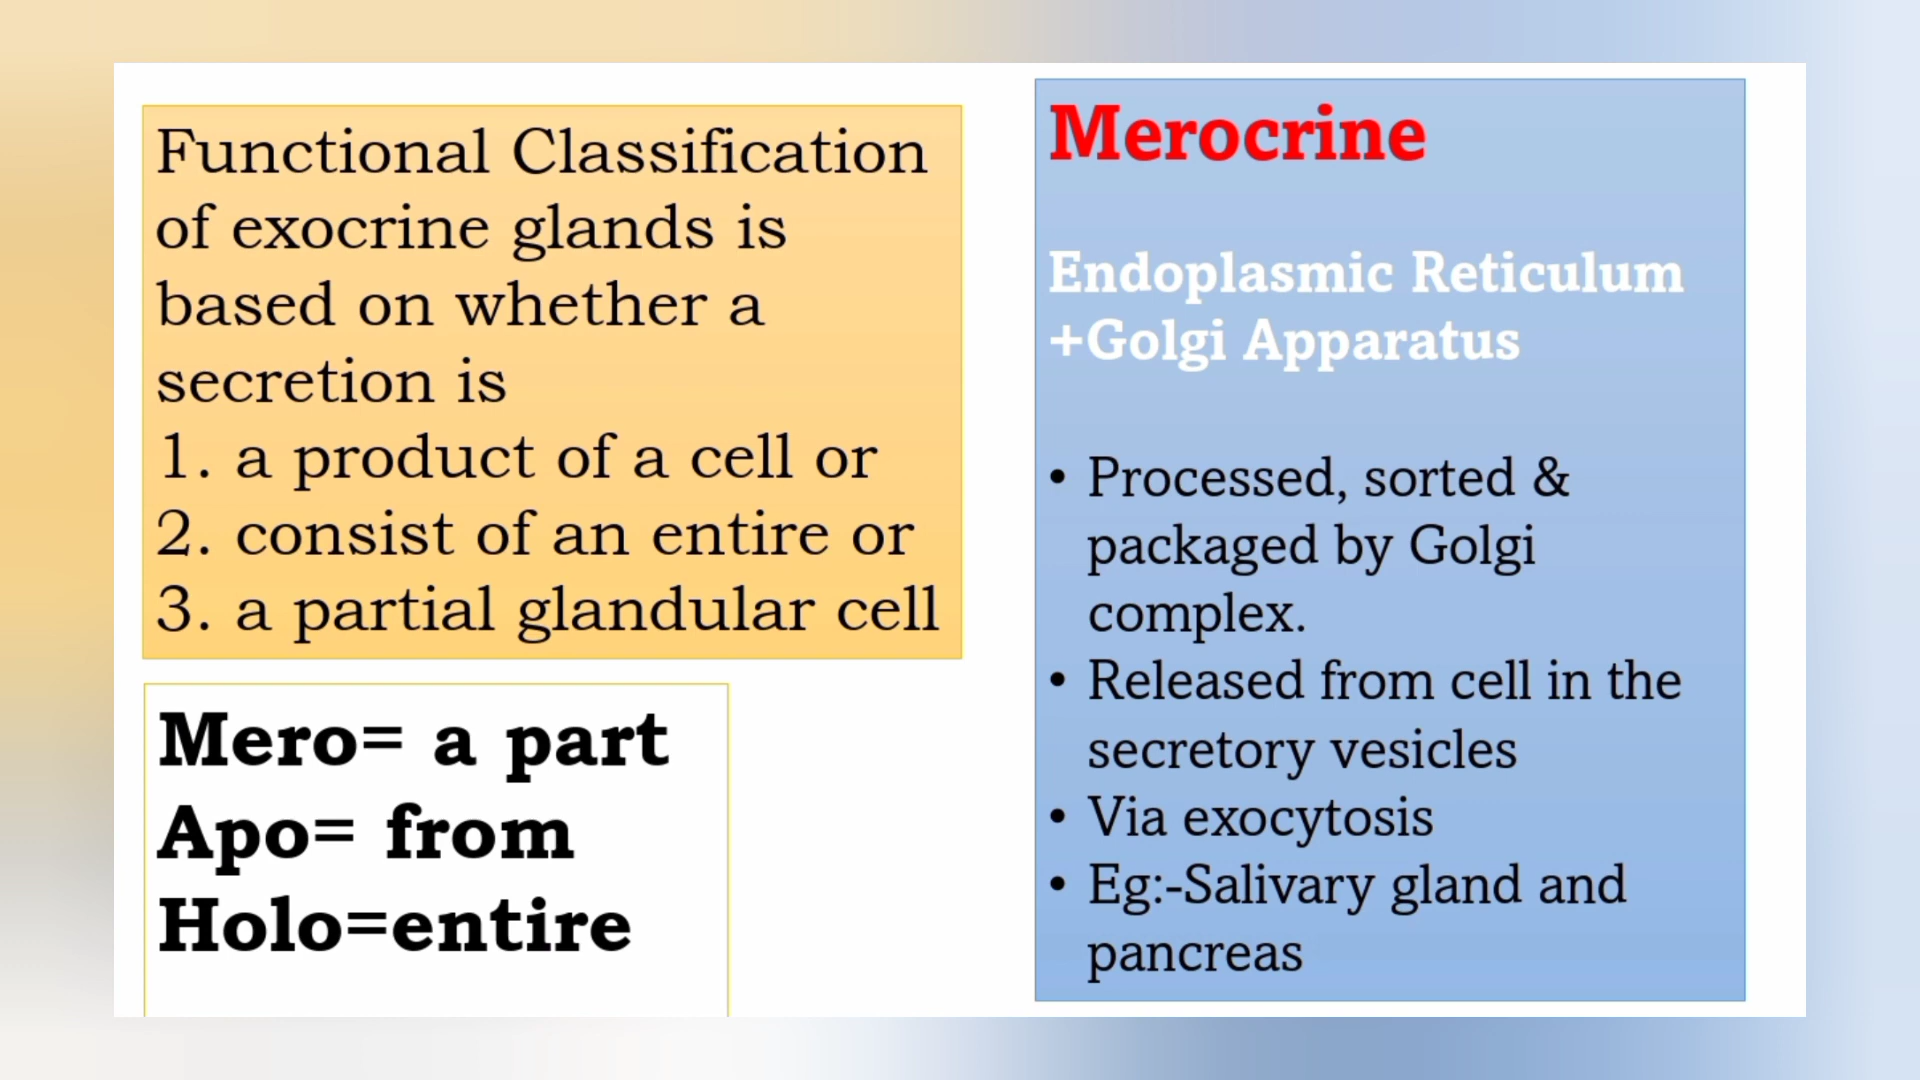 Functional Classification
of exocrine glands is
based on whether a
secretion is
1. a product of a cell or
2. consist of an entire or
3. a partial glandular cell
Mero= a part
Apo= from
Holo=entire
Merocrine
Endoplasmic Reticulum
+Golgi Apparatus
• Processed, sorted &
packaged by Golgi
complex.
• Released from cell in the
secretory vesicles
• Via exocytosis
• Eg:-Salivary gland and
pancreas